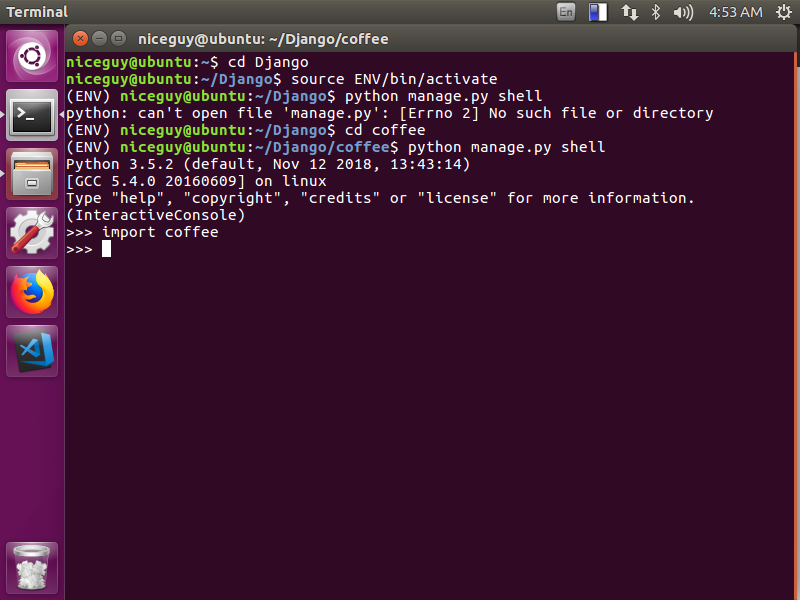 Terminal
En
4:53 AM
niceguy@ubuntu: ~/Django/coffee
niceguy@ubuntu:~$ cd Django
niceguy@ubuntu:~/Django$ source ENV/bin/activate
(ENV) niceguy@ubuntu:~/Django$ python manage.py shell
python: can't open file 'manage.py': [Errno 2] No such file or directory
(ENV) niceguy@ubuntu:~/Django$ cd coffee
(ENV) niceguy@ubuntu:~/Django/coffee$ python manage.py shell
Python 3.5.2 (default, Nov 12 2018, 13:43:14)
[GCC 5.4.0 20160609] on linux
Type "help", "copyright", "credits" or "license" for more information.
(InteractiveConsole)
>>> import coffee
>>>